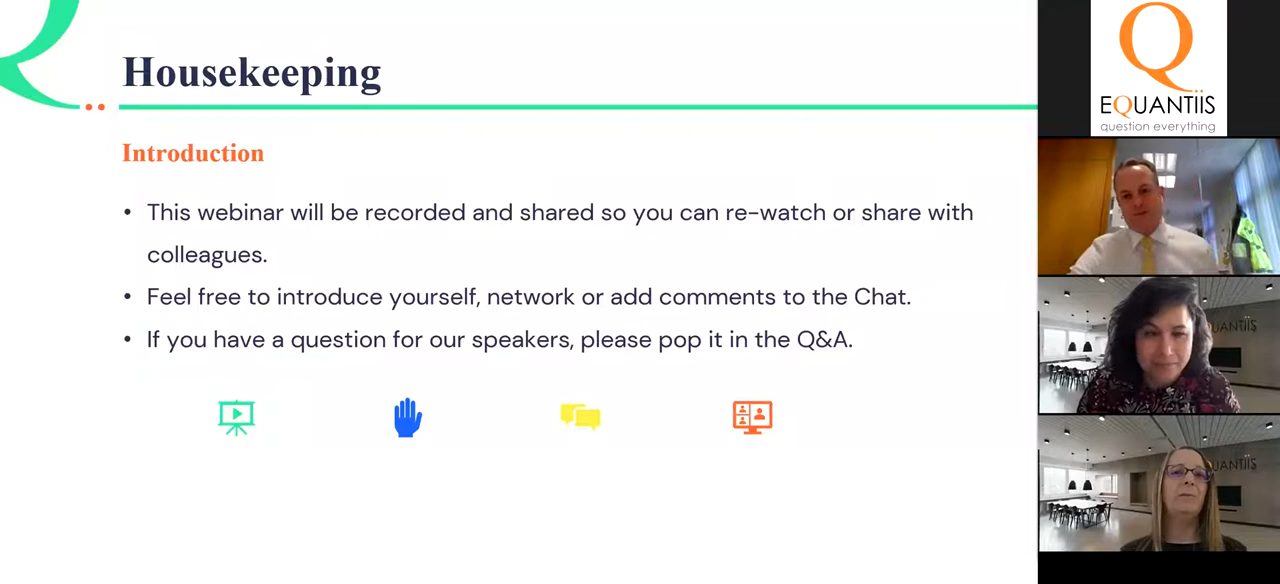 Housekeeping
Introduction
• This webinar will be recorded and shared so you can re-watch or share with
colleagues.
• Feel free to introduce yourself, network or add comments to the Chat.
• If you have a question for our speakers, please pop it in the Q&A.
EQUANTIIS
question everything
QUANTIIS
QUANTIIS